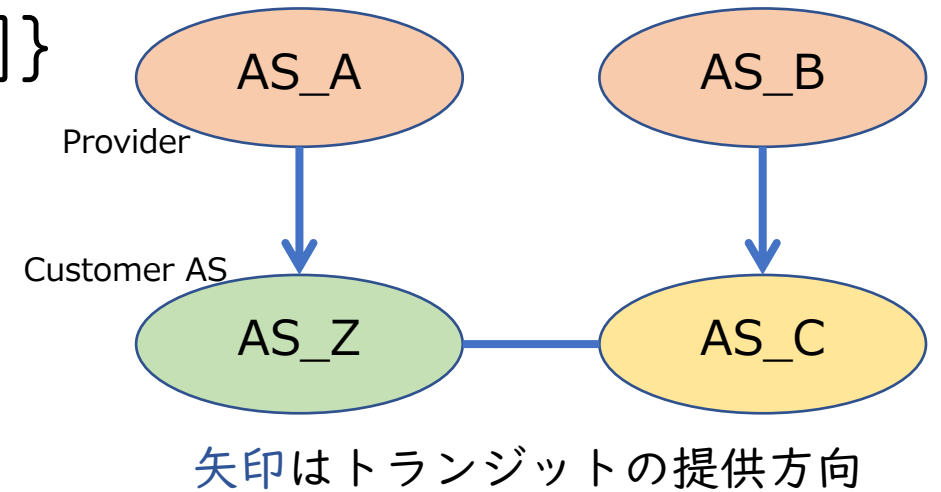 ]}
AS_A
AS_B
Provider
Customer AS
AS_Z
AS_C
矢印はトランジットの提供方向